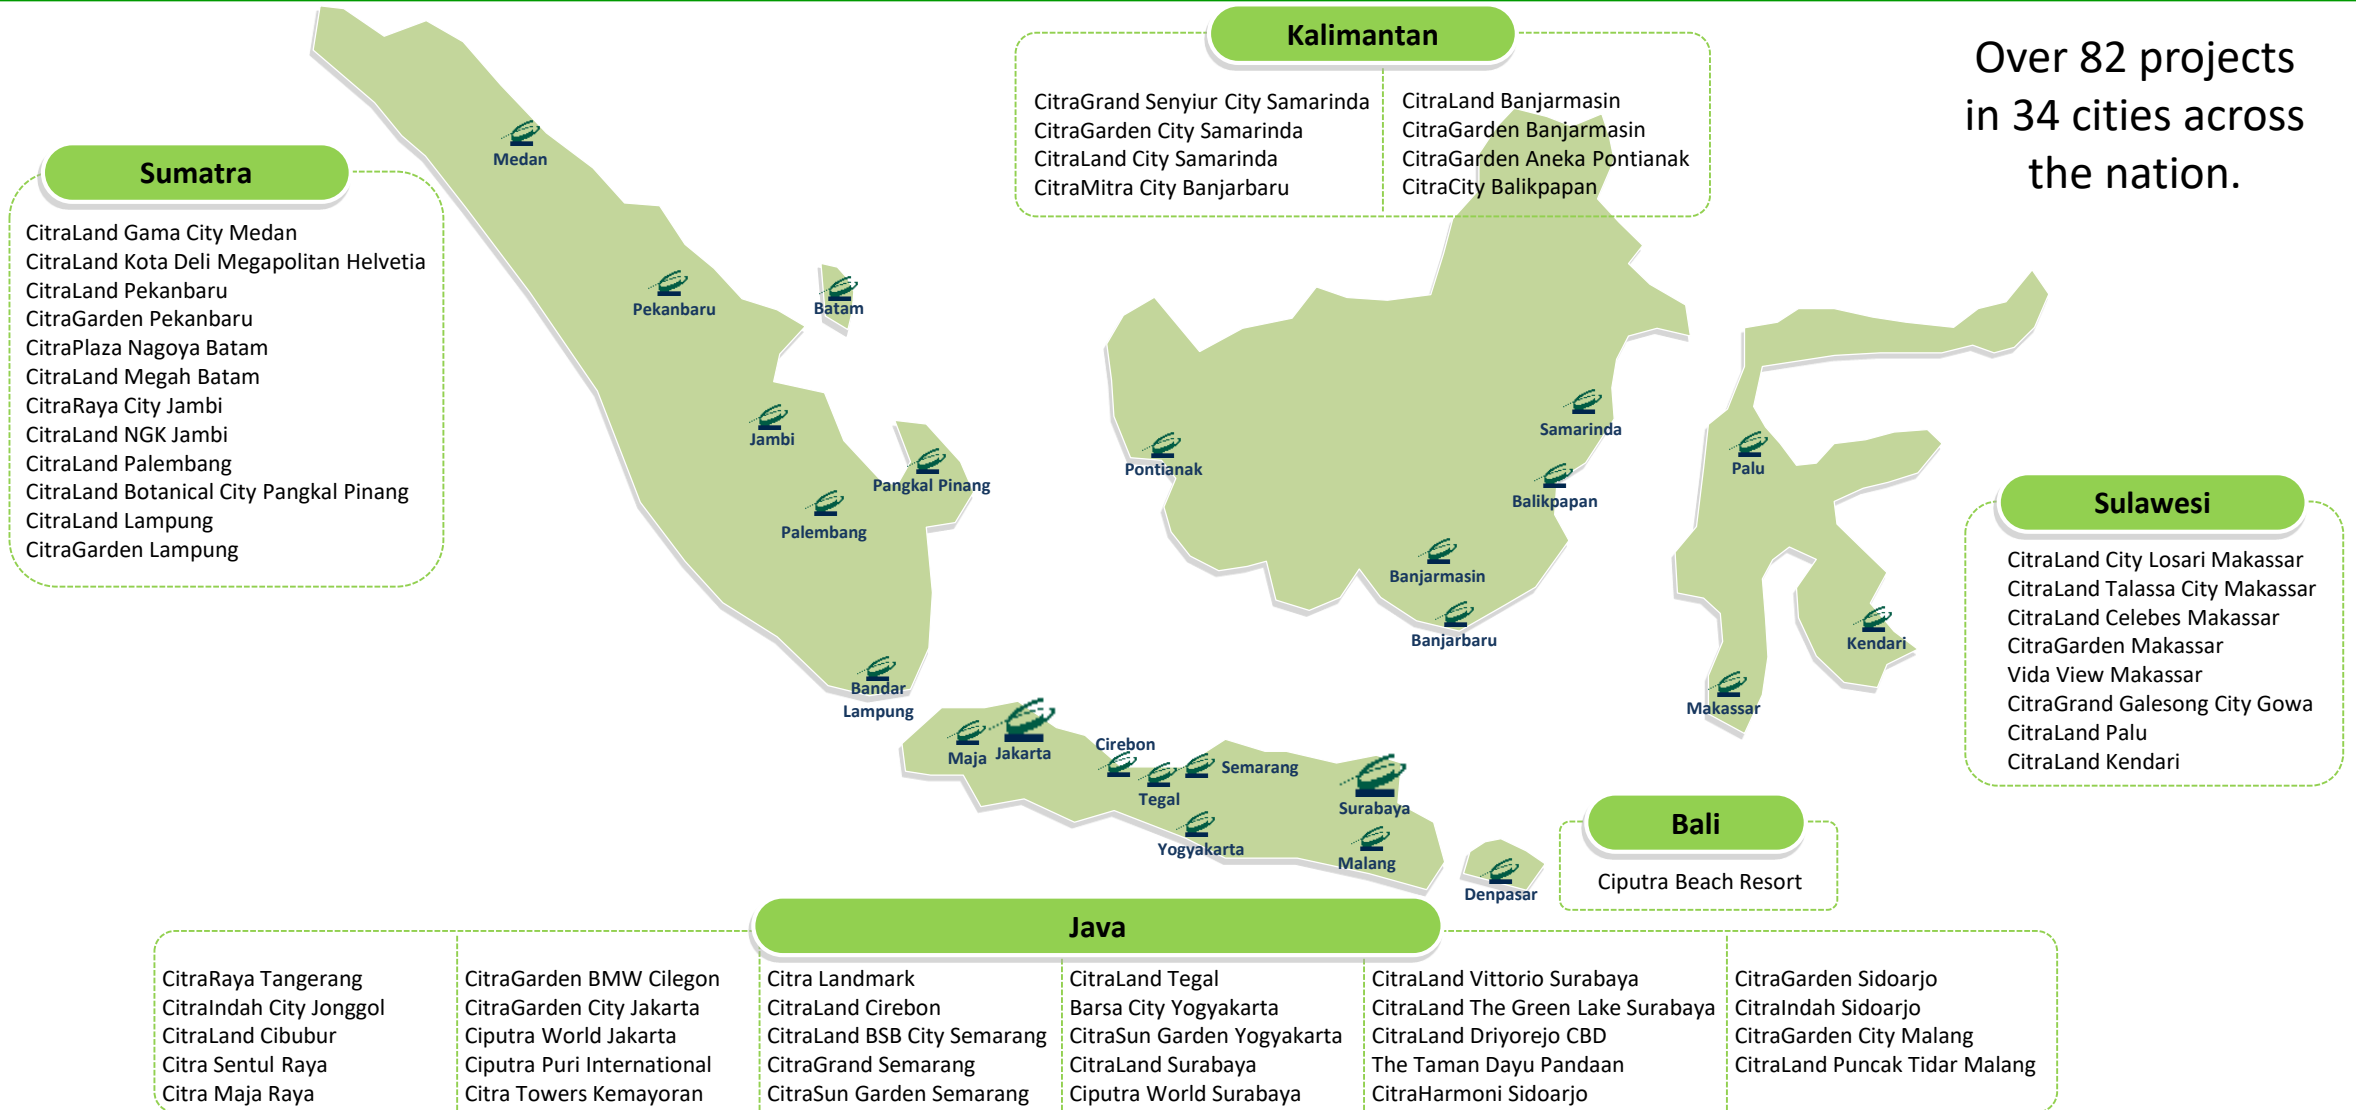 Over 82 projects
in 34 cities across
the nation.
Kalimantan
CitraGrand Senyiur City Samarinda
CitraGarden City Samarinda
CitraLand City Samarinda
CitraMitra City Banjarbaru
CitraLand Banjarmasin
CitraGarden Banjarmasin
CitraGarden Aneka Pontianak
CitraCity Balikpapan
Sumatra
CitraLand Gama City Medan
CitraLand Kota Deli Megapolitan Helvetia
CitraLand Pekanbaru
CitraGarden Pekanbaru
CitraPlaza Nagoya Batam
CitraLand Megah Batam
CitraRaya City Jambi
CitraLand NGK Jambi
CitraLand Palembang
CitraLand Botanical City Pangkal Pinang
CitraLand Lampung
CitraGarden Lampung
Medan
Pekanbaru
Batam
Jambi
Pangkal Pinang
Palembang
Bandar
Lampung
Pontianak
Samarinda
Balikpapan
Banjarmasin
Banjarbaru
Palu
Kendari
Makassar
Maja
Jakarta
Cirebon
Tegal
Semarang
Yogyakarta
Surabaya
Malang
Denpasar
Sulawesi
CitraLand City Losari Makassar
CitraLand Talassa City Makassar
CitraLand Celebes Makassar
CitraGarden Makassar
Vida View Makassar
CitraGrand Galesong City Gowa
CitraLand Palu
CitraLand Kendari
Bali
Ciputra Beach Resort
Java
CitraRaya Tangerang
CitraIndah City Jonggol
CitraLand Cibubur
Citra Sentul Raya
Citra Maja Raya
CitraGarden BMW Cilegon
CitraGarden City Jakarta
Ciputra World Jakarta
Ciputra Puri International
Citra Towers Kemayoran
Citra Landmark
CitraLand Cirebon
CitraLand BSB City Semarang
CitraGrand Semarang
CitraSun Garden Semarang
CitraLand Tegal
Barsa City Yogyakarta
CitraSun Garden Yogyakarta
CitraLand Surabaya
Ciputra World Surabaya
CitraLand Vittorio Surabaya
CitraLand The Green Lake Surabaya
CitraLand Driyorejo CBD
The Taman Dayu Pandaan
CitraHarmoni Sidoarjo
CitraGarden Sidoarjo
CitraIndah Sidoarjo
CitraGarden City Malang
CitraLand Puncak Tidar Malang